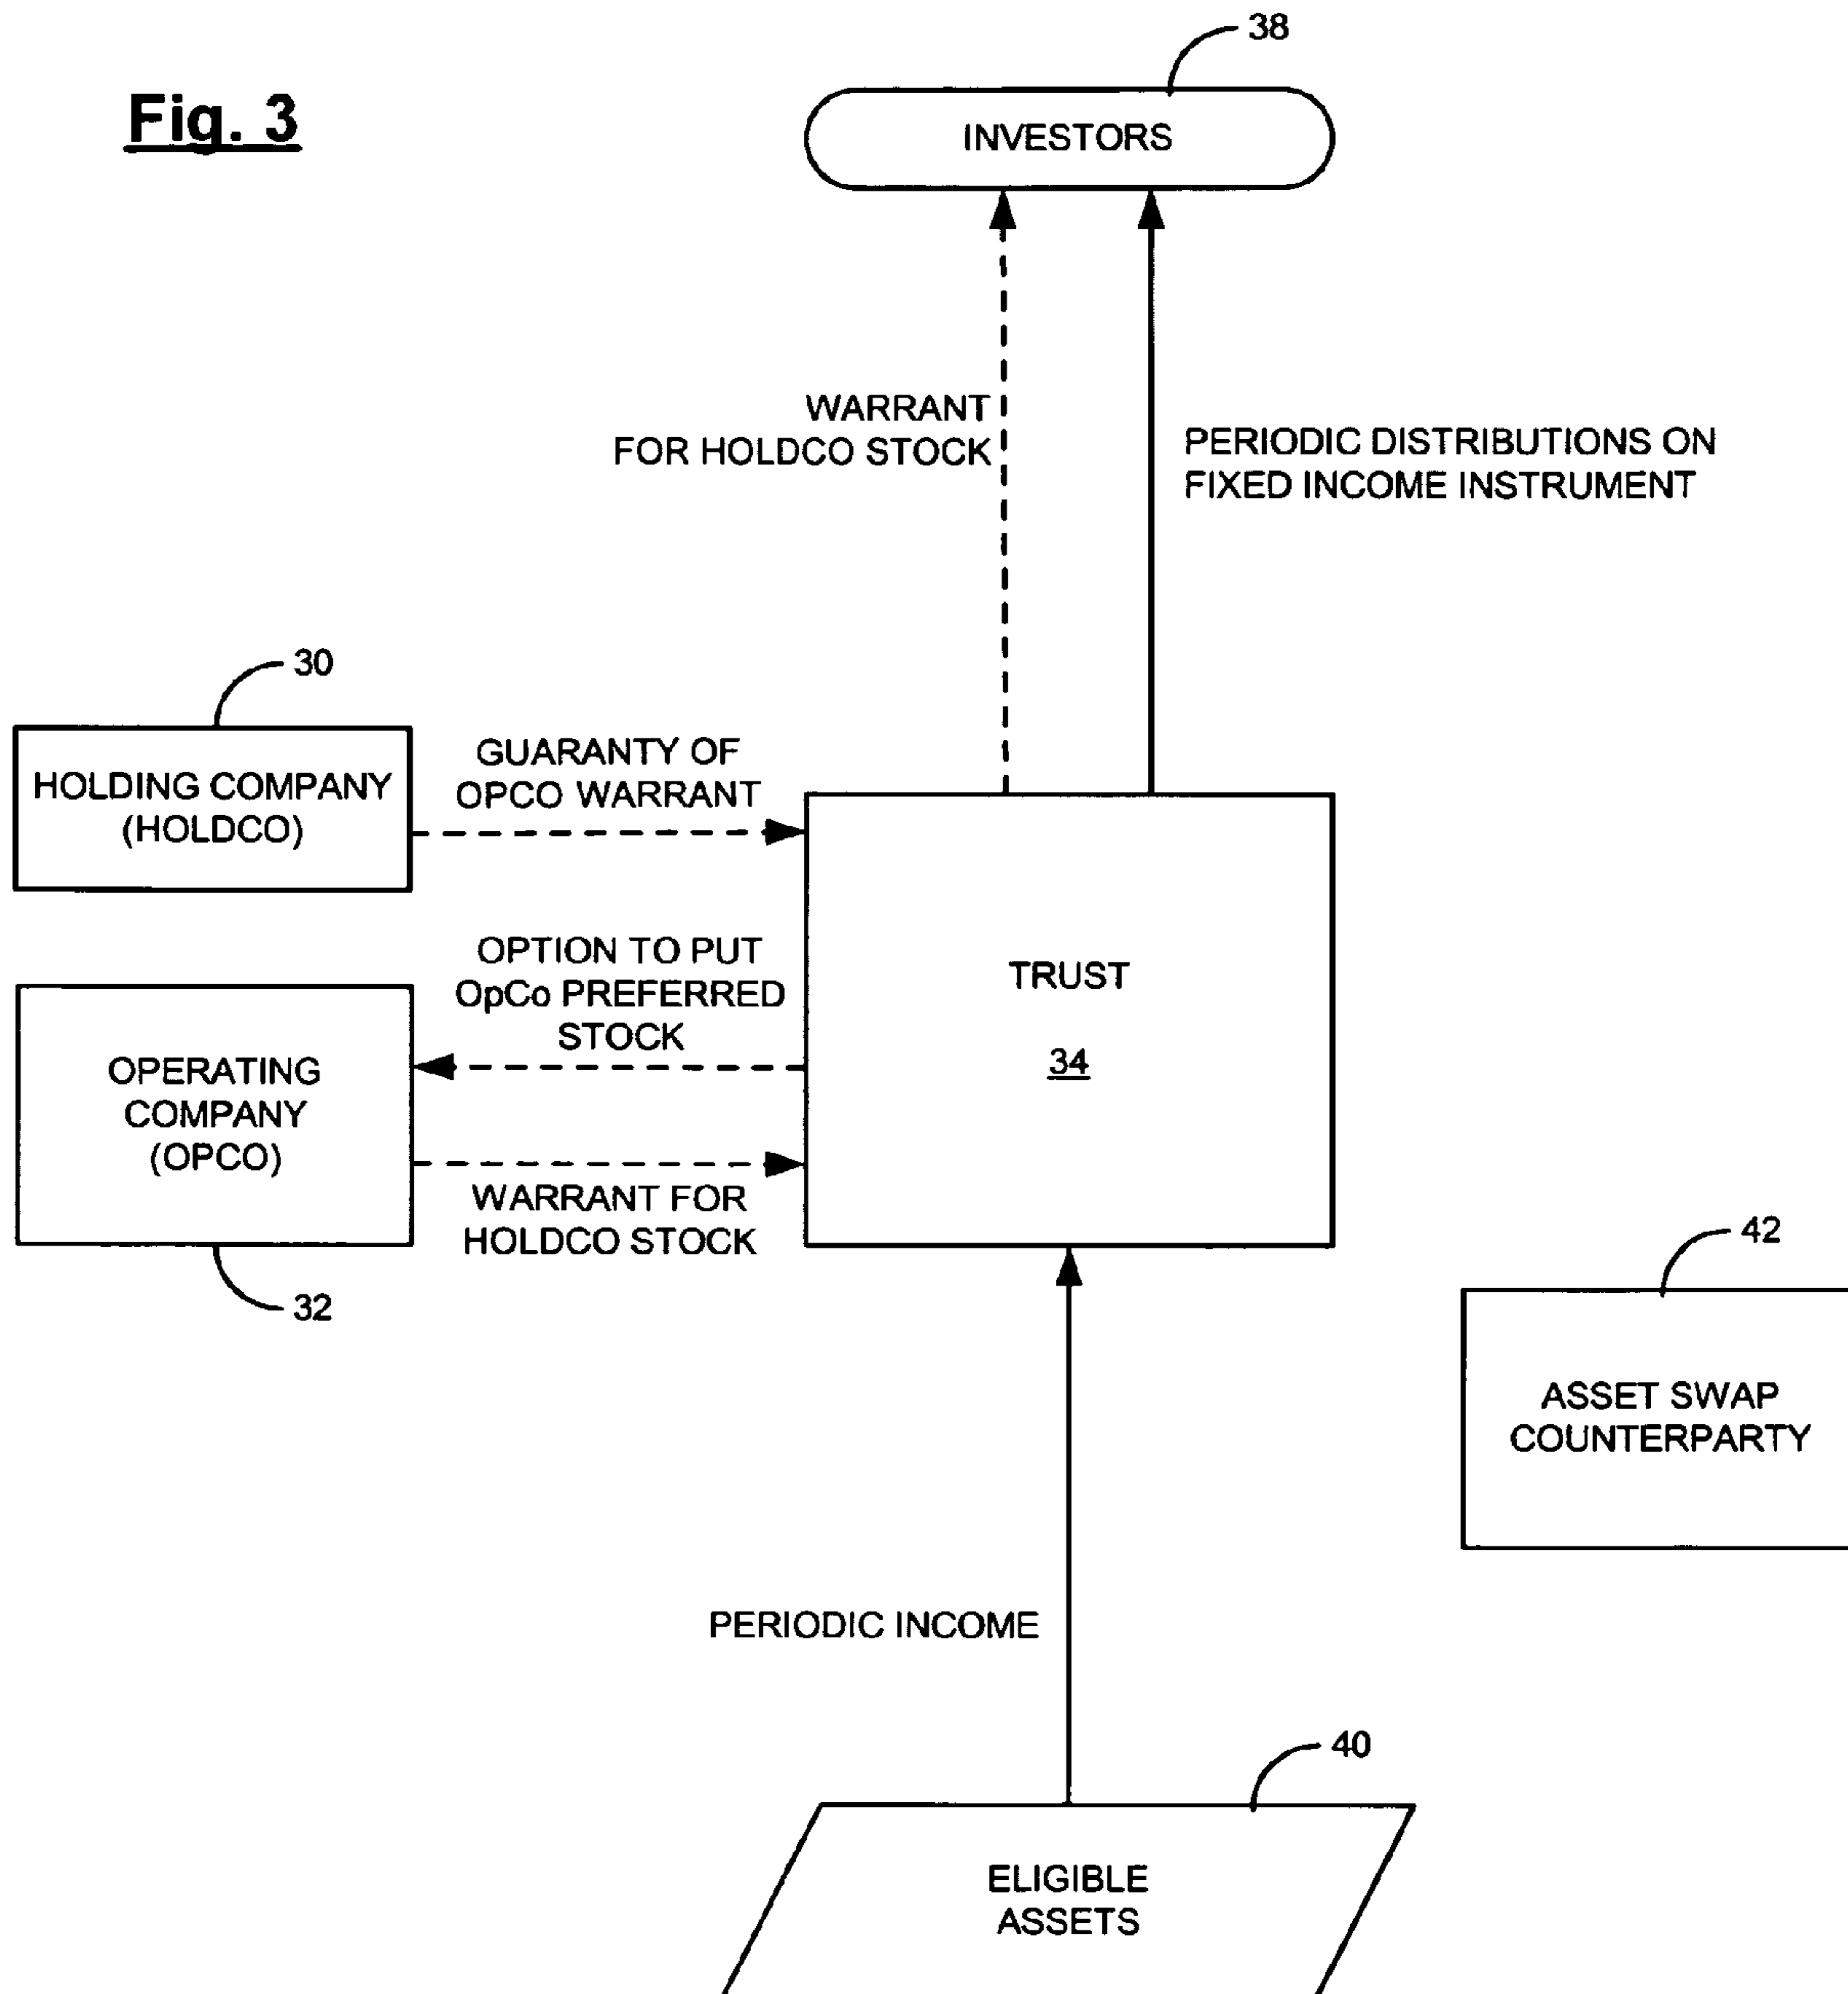 38
Fig. 3
INVESTORS
WARRANT
FOR HOLDCO STOCK
PERIODIC DISTRIBUTIONS ON
FIXED INCOME INSTRUMENT
30
HOLDING COMPANY
(HOLDCO)
GUARANTY OF
OPCO WARRANT
OPTION TO PUT
OpCo PREFERRED
STOCK
TRUST
34
OPERATING
COMPANY
(OPCO)
WARRANT FOR
HOLDCO STOCK
32
42
ASSET SWAP
COUNTERPARTY
PERIODIC INCOME
40
ELIGIBLE
ASSETS